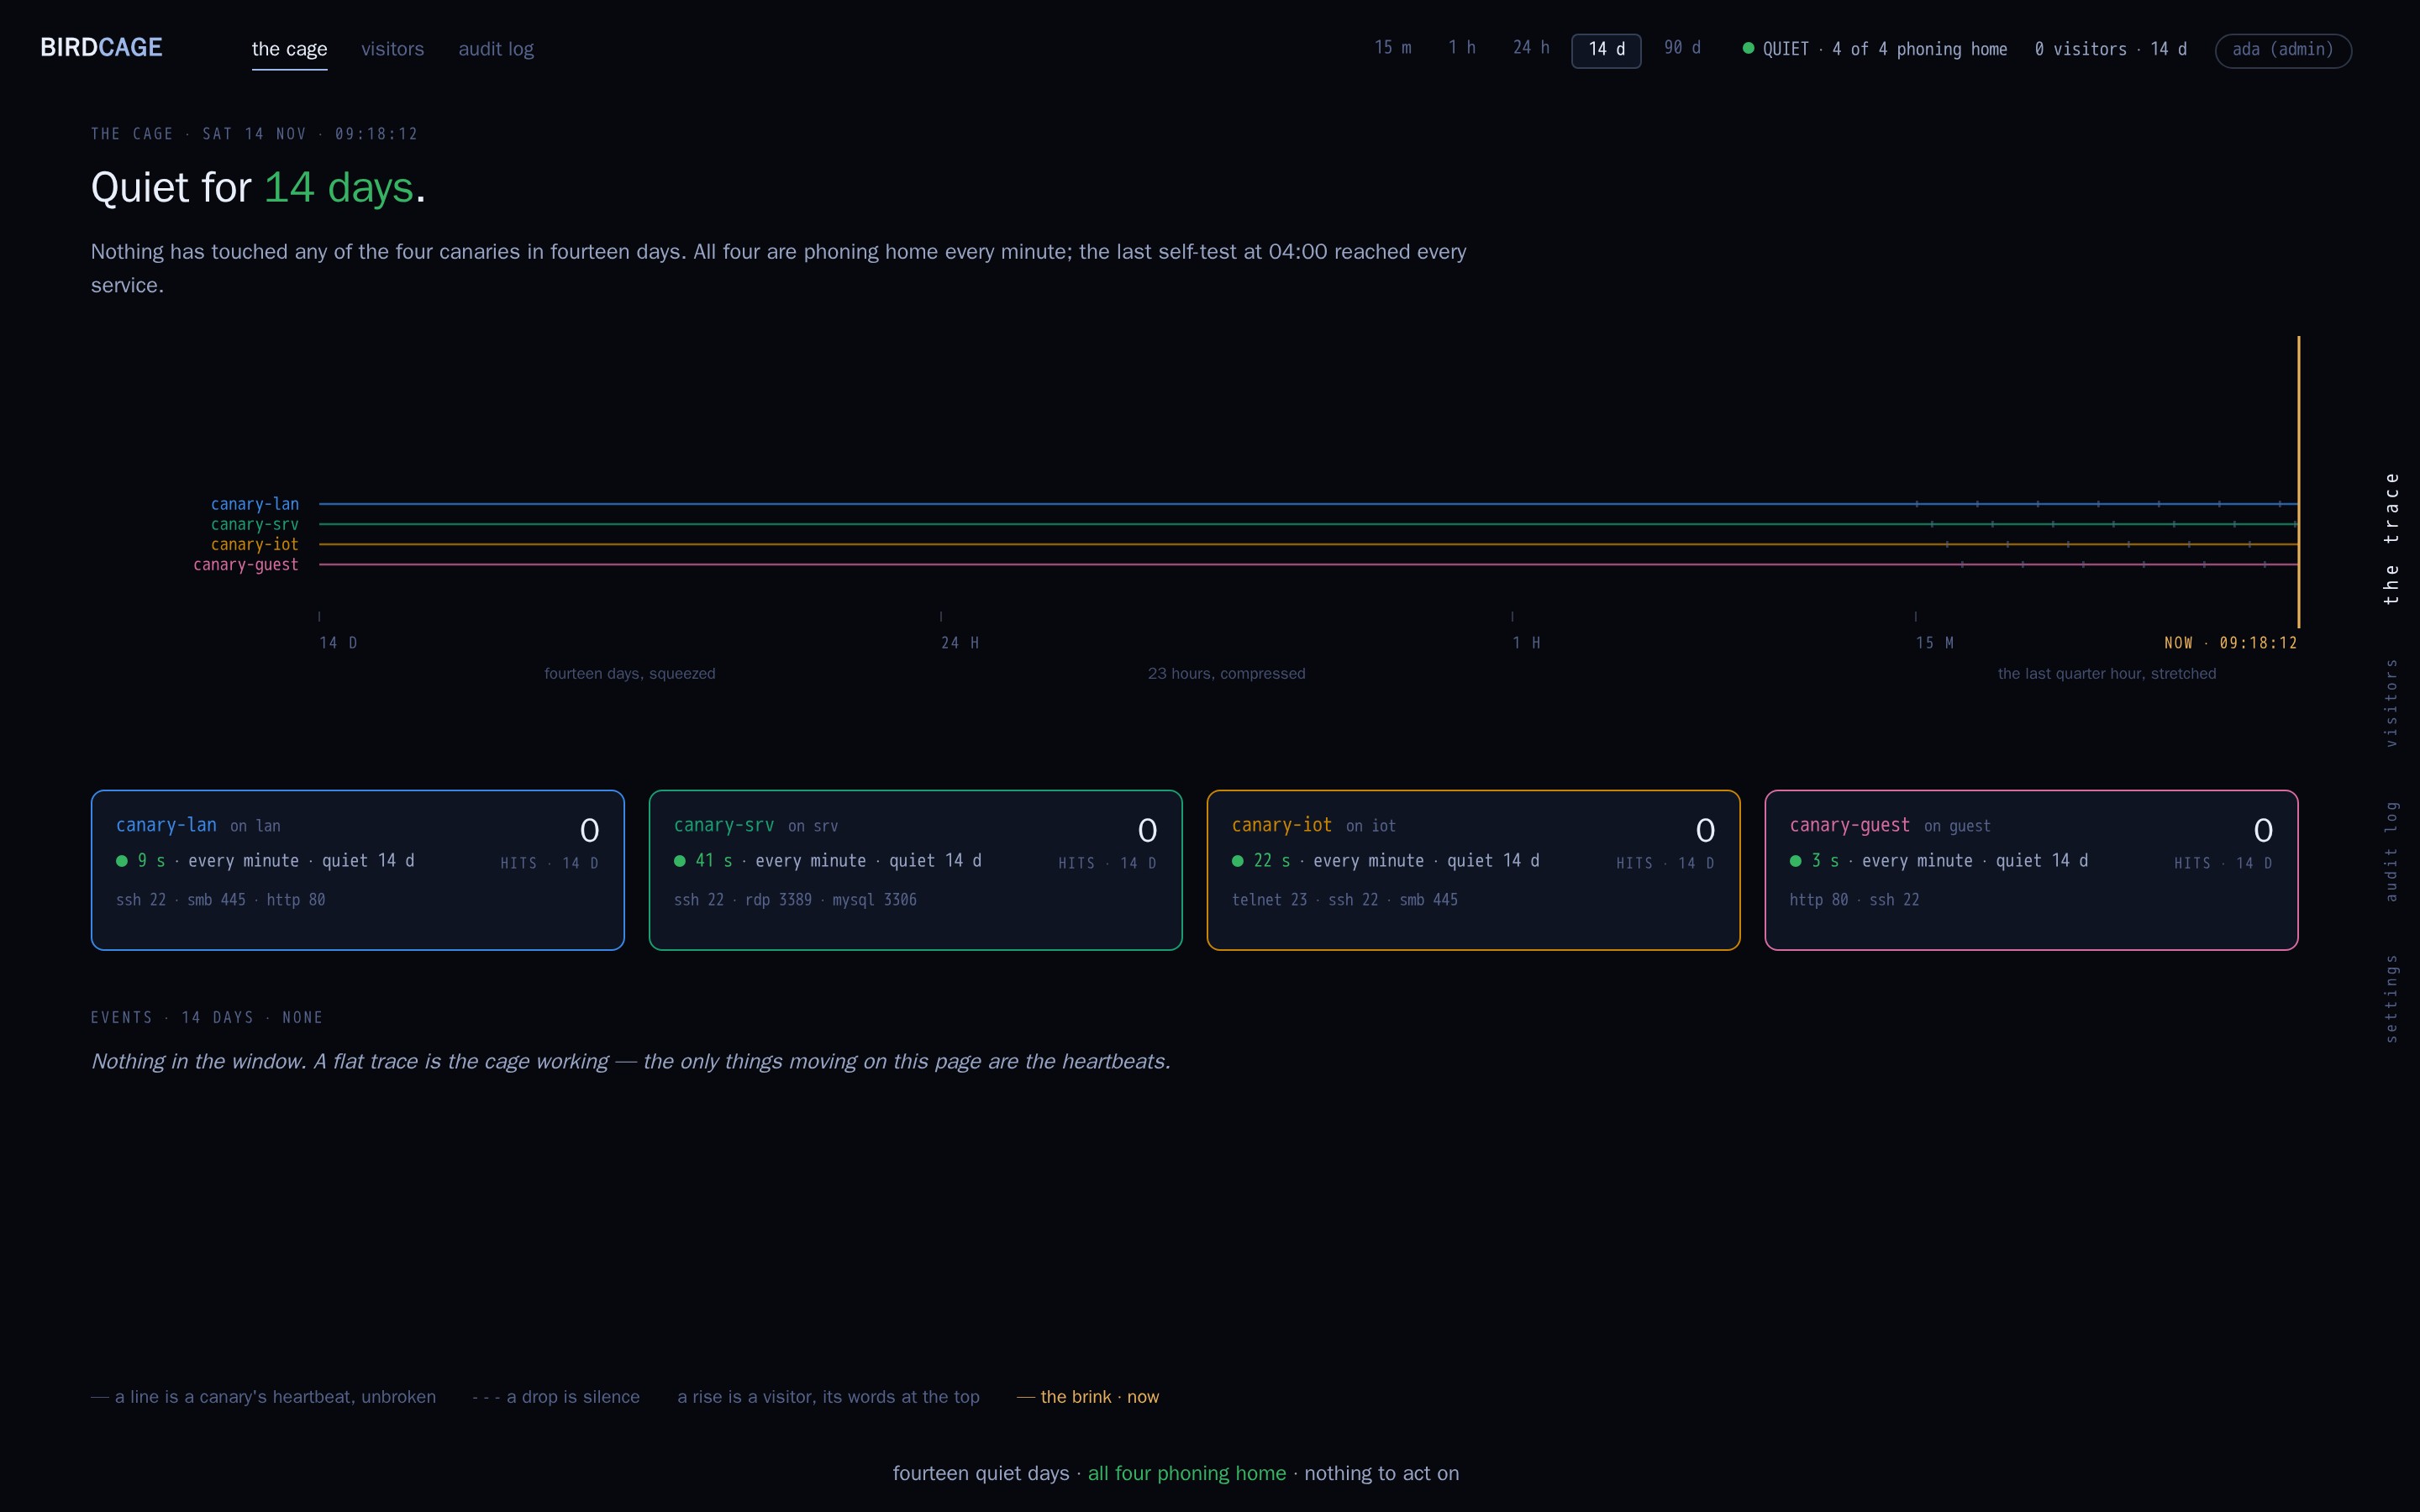 BIRDCAGE the cage visitors audit log 15 m 1 h 24 h 14 d 90 d QUIET · 4 of 4 phoning home 0 visitors · 14 d ada (admin)
THE CAGE · SAT 14 NOV · 09:18:12
Quiet for 14 days.
Nothing has touched any of the four canaries in fourteen days. All four are phoning home every minute; the last self-test at 04:00 reached every
service.
canary-lan
canary-srv
canary-iot
canary-guest
14 D 24 H 1 H 15 M NOW · 09:18:12
fourteen days, squeezed 23 hours, compressed the last quarter hour, stretched
the trace
visitors
audit log
settings
canary-lan on lan 0
9 s · every minute · quiet 14 d HITS · 14 D
ssh 22 · smb 445 · http 80
canary-srv on srv 0
41 s · every minute · quiet 14 d HITS · 14 D
ssh 22 · rdp 3389 · mysql 3306
canary-iot on iot 0
22 s · every minute · quiet 14 d HITS · 14 D
telnet 23 · ssh 22 · smb 445
canary-guest on guest 0
3 s · every minute · quiet 14 d HITS · 14 D
http 80 · ssh 22
EVENTS · 14 DAYS · NONE
Nothing in the window. A flat trace is the cage working — the only things moving on this page are the heartbeats.
— a line is a canary's heartbeat, unbroken - - - a drop is silence a rise is a visitor, its words at the top — the brink · now
fourteen quiet days · all four phoning home · nothing to act on